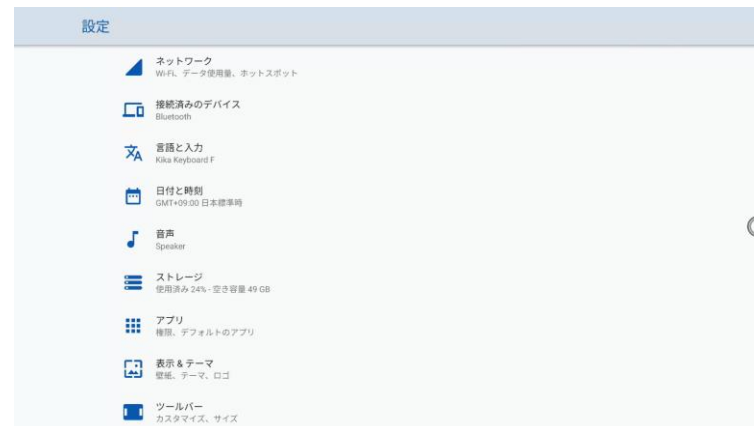 設定
ネットワーク
Wi-Fi、データ使用量、ホットスポット
接続済みのデバイス
Bluetooth
言語と入力
Kika Keyboard F
日付と時刻
GMT+09:00 日本標準時
音声
Speaker
ストレージ
使用済み 24% - 空き容量 49 GB
アプリ
権限、デフォルトのアプリ
表示 & テーマ
壁紙、テーマ、ロゴ
ツールバー
カスタマイズ、サイズ